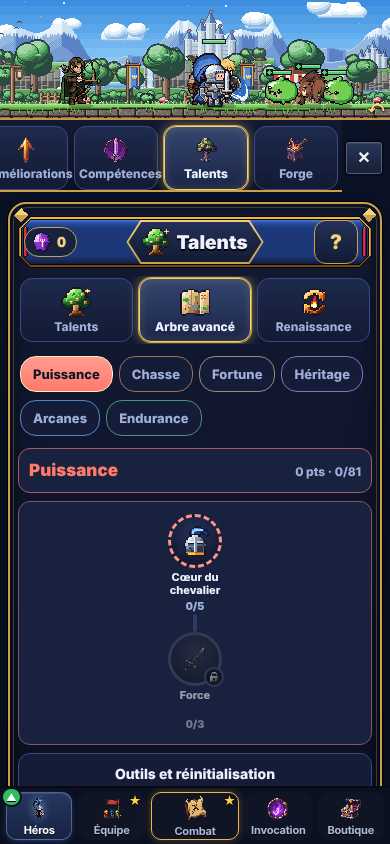 méliorations
Compétences
Talents
Forge
×
0
Talents
?
Talents
Arbre avancé
Renaissance
Puissance
Chasse
Fortune
Héritage
Arcanes
Endurance
Puissance
0 pts · 0/81
Cœur du
chevalier
0/5
Force
0/3
Outils et réinitialisation
Héros
Équipe
Combat
Invocation
Boutique